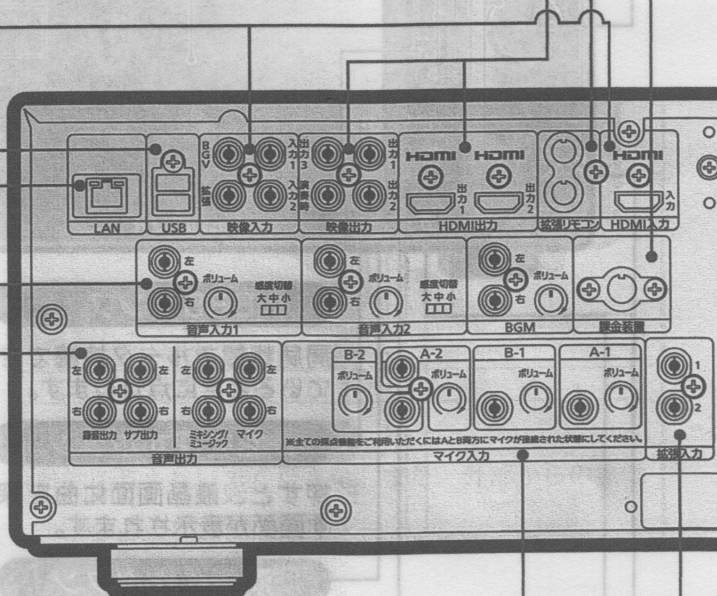 BGV
入力1
拡張
入力2
出力3
出力1
演奏時
出力2
HDMI
HDMI
出力1
出力2
HDMI
入力
LAN
USB
映像入力
映像出力
HDMI出力
拡張リモコン
HDMI入力
左
右
ボリューム
感度切替
大中小
音声入力1
左
右
ボリューム
感度切替
大中小
音声入力2
左
右
ボリューム
BGM
課金装置
左
右
左
右
左
右
左
右
録音出力
サブ出力
ミキシング/
ミュージック
マイク
音声出力
B-2
ボリューム
A-2
ボリューム
B-1
ボリューム
A-1
ボリューム
※全ての採点機能をご利用いただくにはAとB両方にマイクが接続された状態にしてください。
マイク入力
1
2
拡張入力